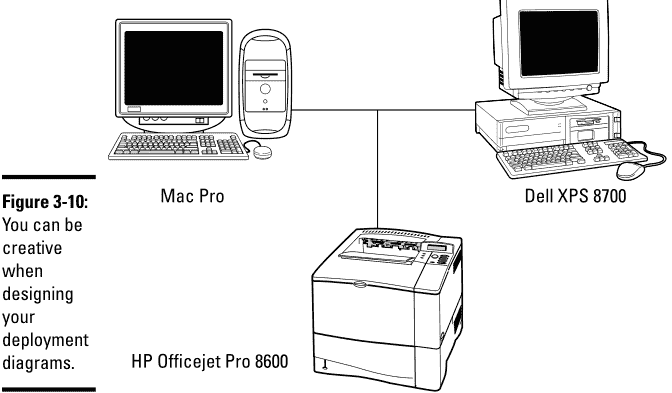 Mac Pro
Dell XPS 8700
Figure 3-10:
You can be
creative
when
designing
your
deployment
diagrams.
HP Officejet Pro 8600